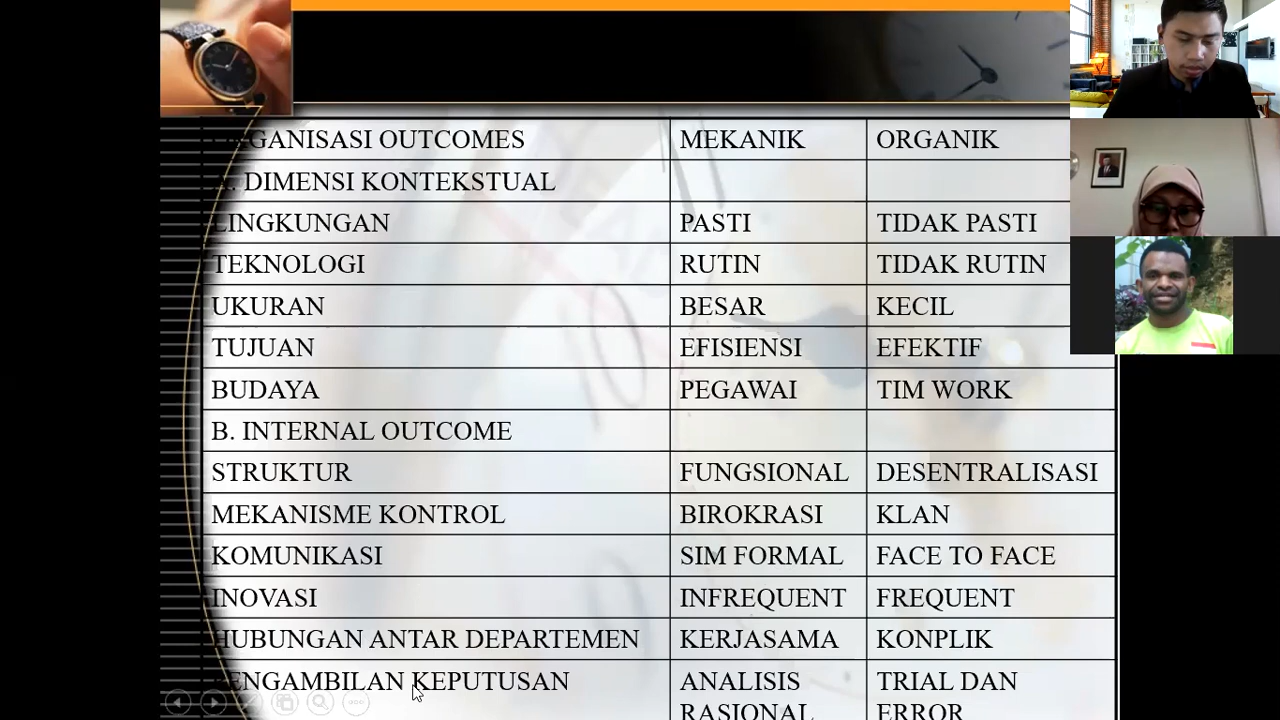 GANISASI OUTCOMES MEKANIK ORGANIK
. DIMENSI KONTEKSTUAL
LINGKUNGAN PASTI TIDAK PASTI
TEKNOLOGI RUTIN TIDAK RUTIN
UKURAN BESAR KECIL
TUJUAN EFISIENSI EFEKTIF
BUDAYA PEGAWAI TIM WORK
B. INTERNAL OUTCOME
STRUKTUR FUNGSIONAL DESENTRALISASI
MEKANISME KONTROL BIROKRASI KLAN
KOMUNIKASI SIM FORMAL FACE TO FACE
INOVASI INFREQUENT FREQUENT
HUBUNGAN ANTAR DEPARTEMEN KERJASAMA KONPLIK
PENGAMBILAN KEPUTUSAN ANALISIS TRIAL DAN
RASIONAL ERROR